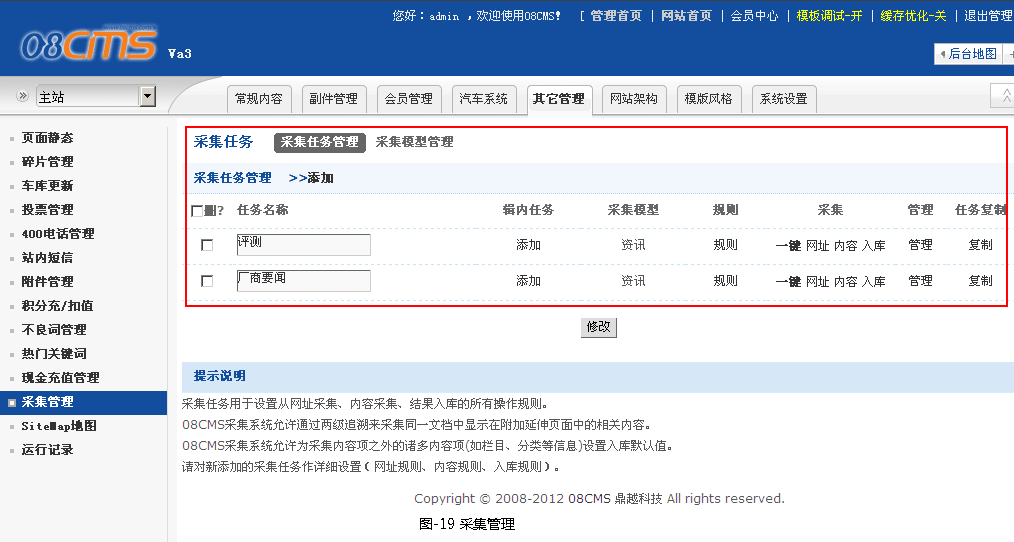 您好：admin ，欢迎使用08CMS！ [ 管理首页 | 网站首页 | 会员中心 | 模板调试-开 | 缓存优化-关 | 退出管理
08CMS Va3
后台地图
主站
常规内容 副件管理 会员管理 汽车系统 其它管理 网站架构 模版风格 系统设置
页面静态
碎片管理
车库更新
投票管理
400电话管理
站内短信
附件管理
积分充/扣值
不良词管理
热门关键词
现金充值管理
采集管理
SiteMap地图
运行记录
采集任务 采集任务管理 采集模型管理
采集任务管理 >>添加
删? 任务名称 辑内任务 采集模型 规则 采集 管理 任务复制
评测 添加 资讯 规则 一键 网址 内容 入库 管理 复制
厂商要闻 添加 资讯 规则 一键 网址 内容 入库 管理 复制
修改
提示说明
采集任务用于设置从网址采集、内容采集、结果入库的所有操作规则。
08CMS采集系统允许通过两级追溯来采集同一文档中显示在附加延伸页面中的相关内容。
08CMS采集系统允许为采集内容项之外的诸多内容项(如栏目、分类等信息)设置入库默认值。
请对新添加的采集任务作详细设置（网址规则、内容规则、入库规则）。
Copyright © 2008-2012 08CMS 鼎越科技 All rights reserved.
图-19 采集管理